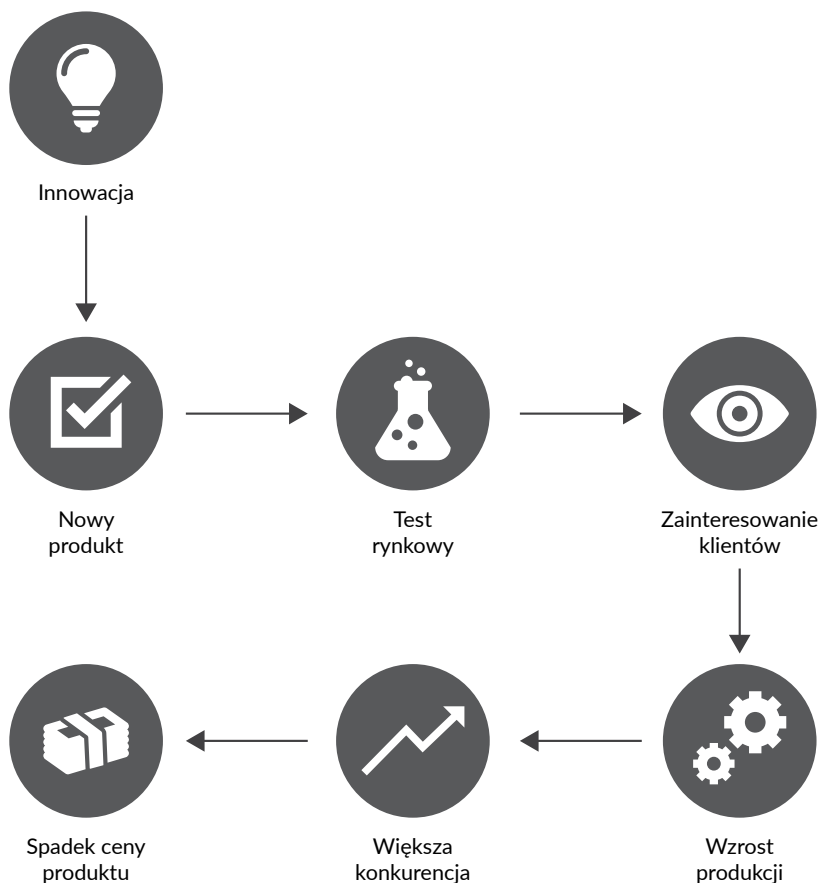 Innowacja
Nowy
produkt
Test
rynkowy
Zainteresowanie
klientów
Spadek ceny
produktu
Większa
konkurencja
Wzrost
produkcji